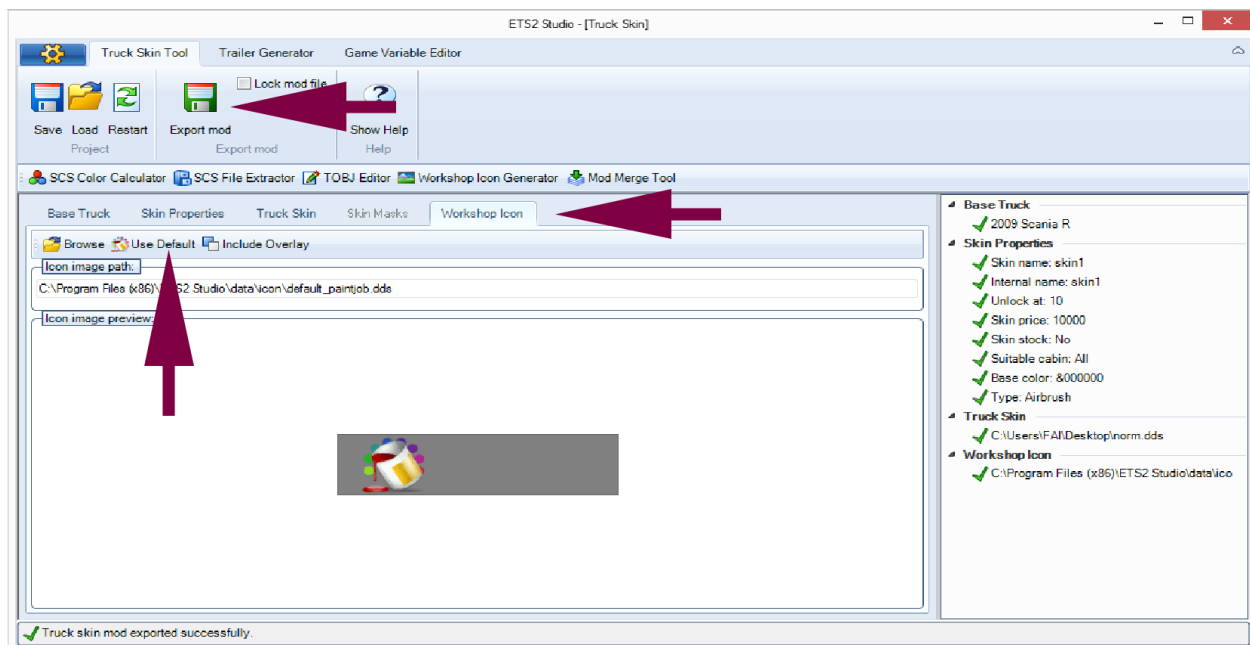 ETS2 Studio - [Truck Skin]
Truck Skin Tool Trailer Generator Game Variable Editor
Lock mod file
Save Load Restart Export mod Show Help
Project Export mod Help
SCS Color Calculator SCS File Extractor TOBJ Editor Workshop Icon Generator Mod Merge Tool
Base Truck Skin Properties Truck Skin Skin Masks Workshop Icon
Browse Use Default Include Overlay
Icon image path:
C:\Program Files (x86)\ETS2 Studio\data\icon\default_paintjob.dds
Icon image preview:
Base Truck
2009 Scania R
Skin Properties
Skin name: skin1
Internal name: skin1
Unlock at: 10
Skin price: 10000
Skin stock: No
Suitable cabin: All
Base color: &000000
Type: Airbrush
Truck Skin
C:\Users\FAI\Desktop\norm.dds
Workshop Icon
C:\Program Files (x86)\ETS2 Studio\data\ico
Truck skin mod exported successfully.